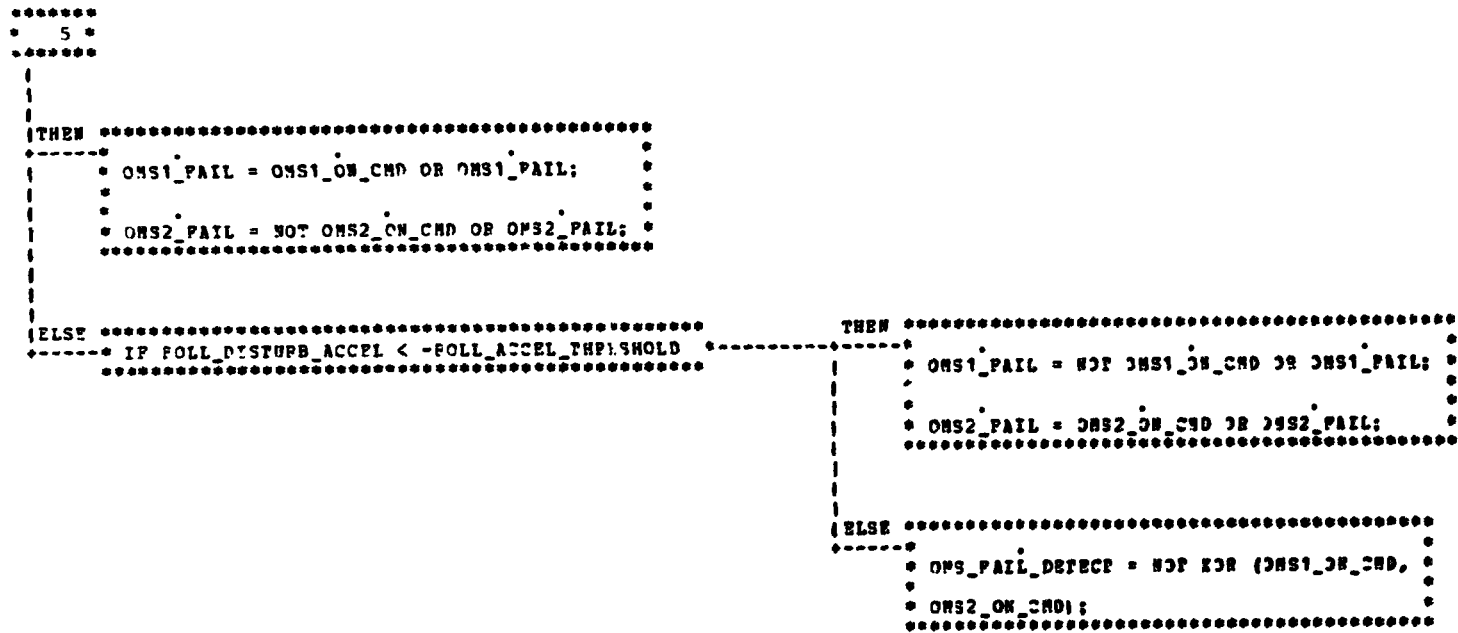 5
THEN
OMS1_FAIL = OMS1_ON_CMD OR OMS1_FAIL;
OMS2_FAIL = NOT OMS2_ON_CMD OR OMS2_FAIL;
ELSE
IF ROLL_DISTURB_ACCEL < -ROLL_ACCEL_THRESHOLD
THEN
OMS1_FAIL = NOT OMS1_ON_CMD OR OMS1_FAIL;
OMS2_FAIL = OMS2_ON_CMD OR OMS2_FAIL;
ELSE
OMS_FAIL_DETECT = NOT XOR (OMS1_ON_CMD,
OMS2_ON_CMD);